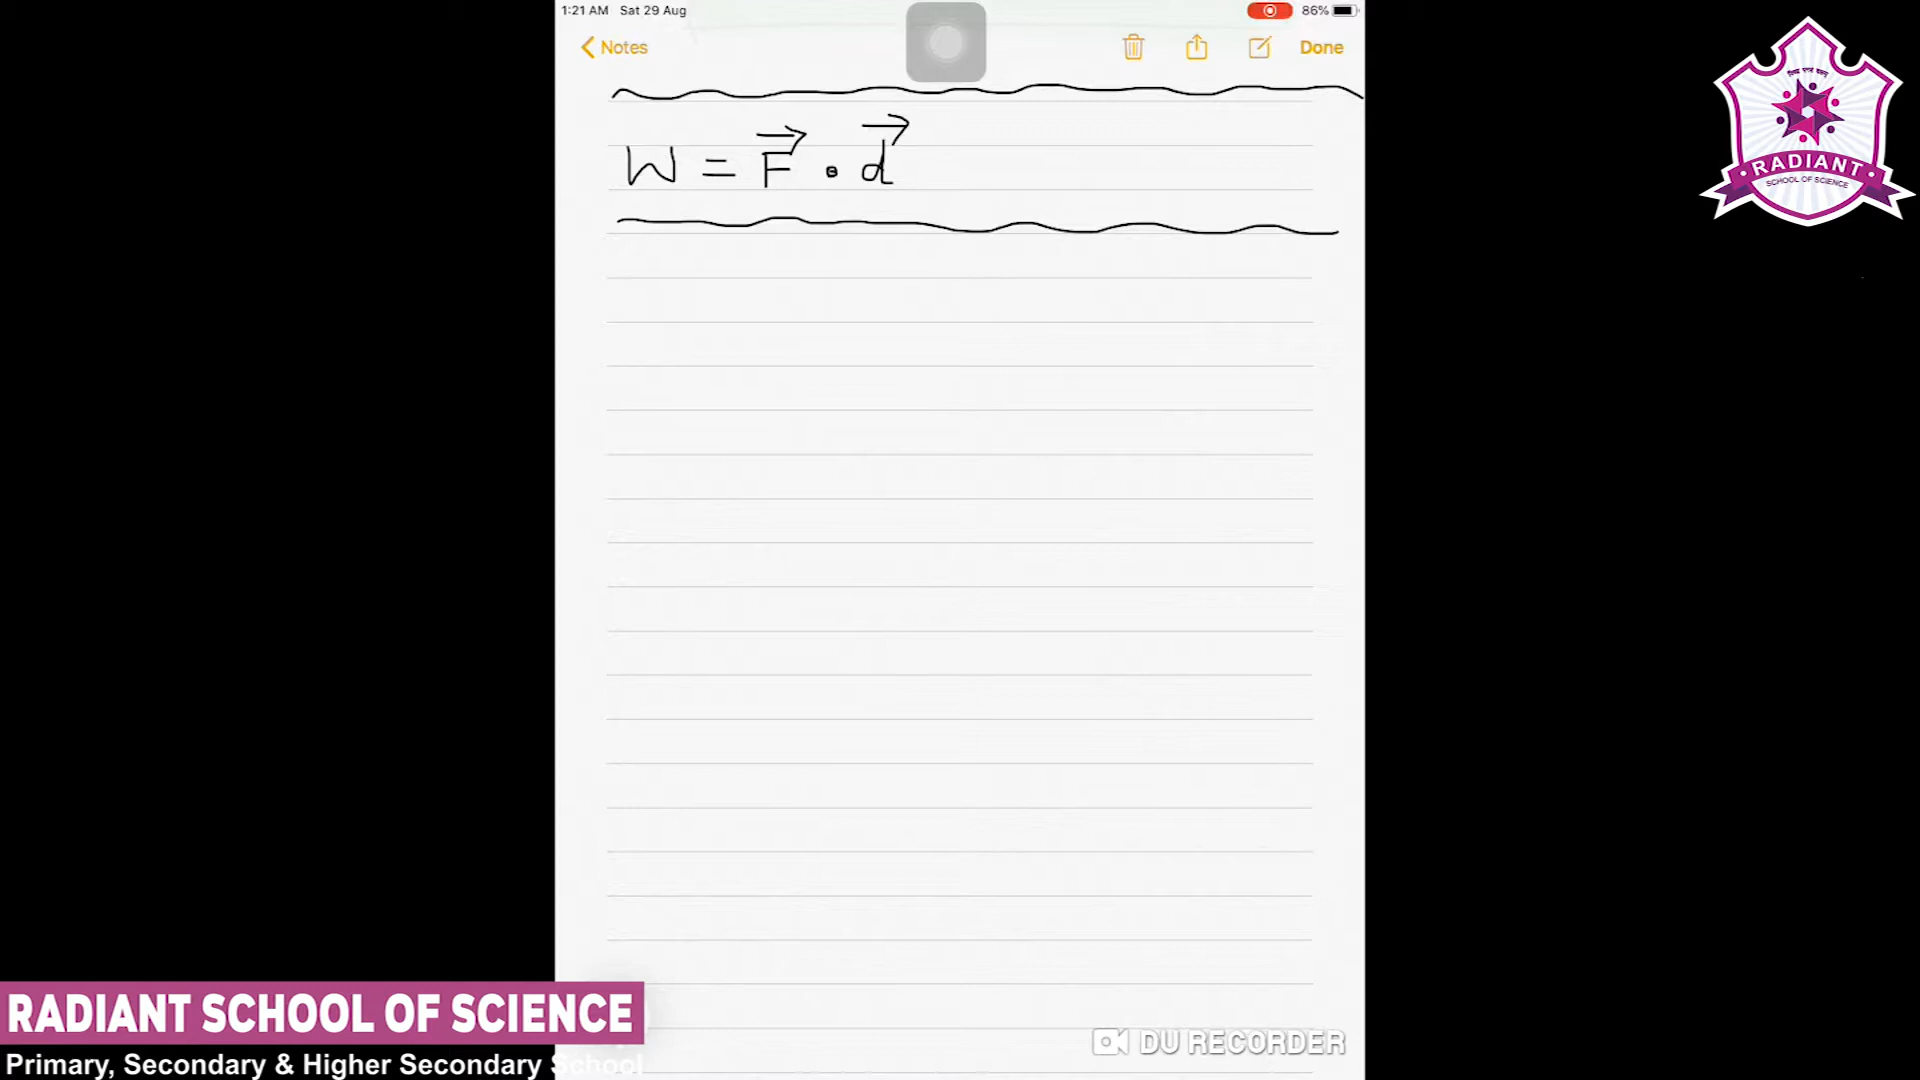 1:21 AM Sat 29 Aug
86%
Notes
Done
W = F⃗ · d⃗
RADIANT
SCHOOL OF SCIENCE
RADIANT SCHOOL OF SCIENCE
Primary, Secondary & Higher Secondary School
DU RECORDER